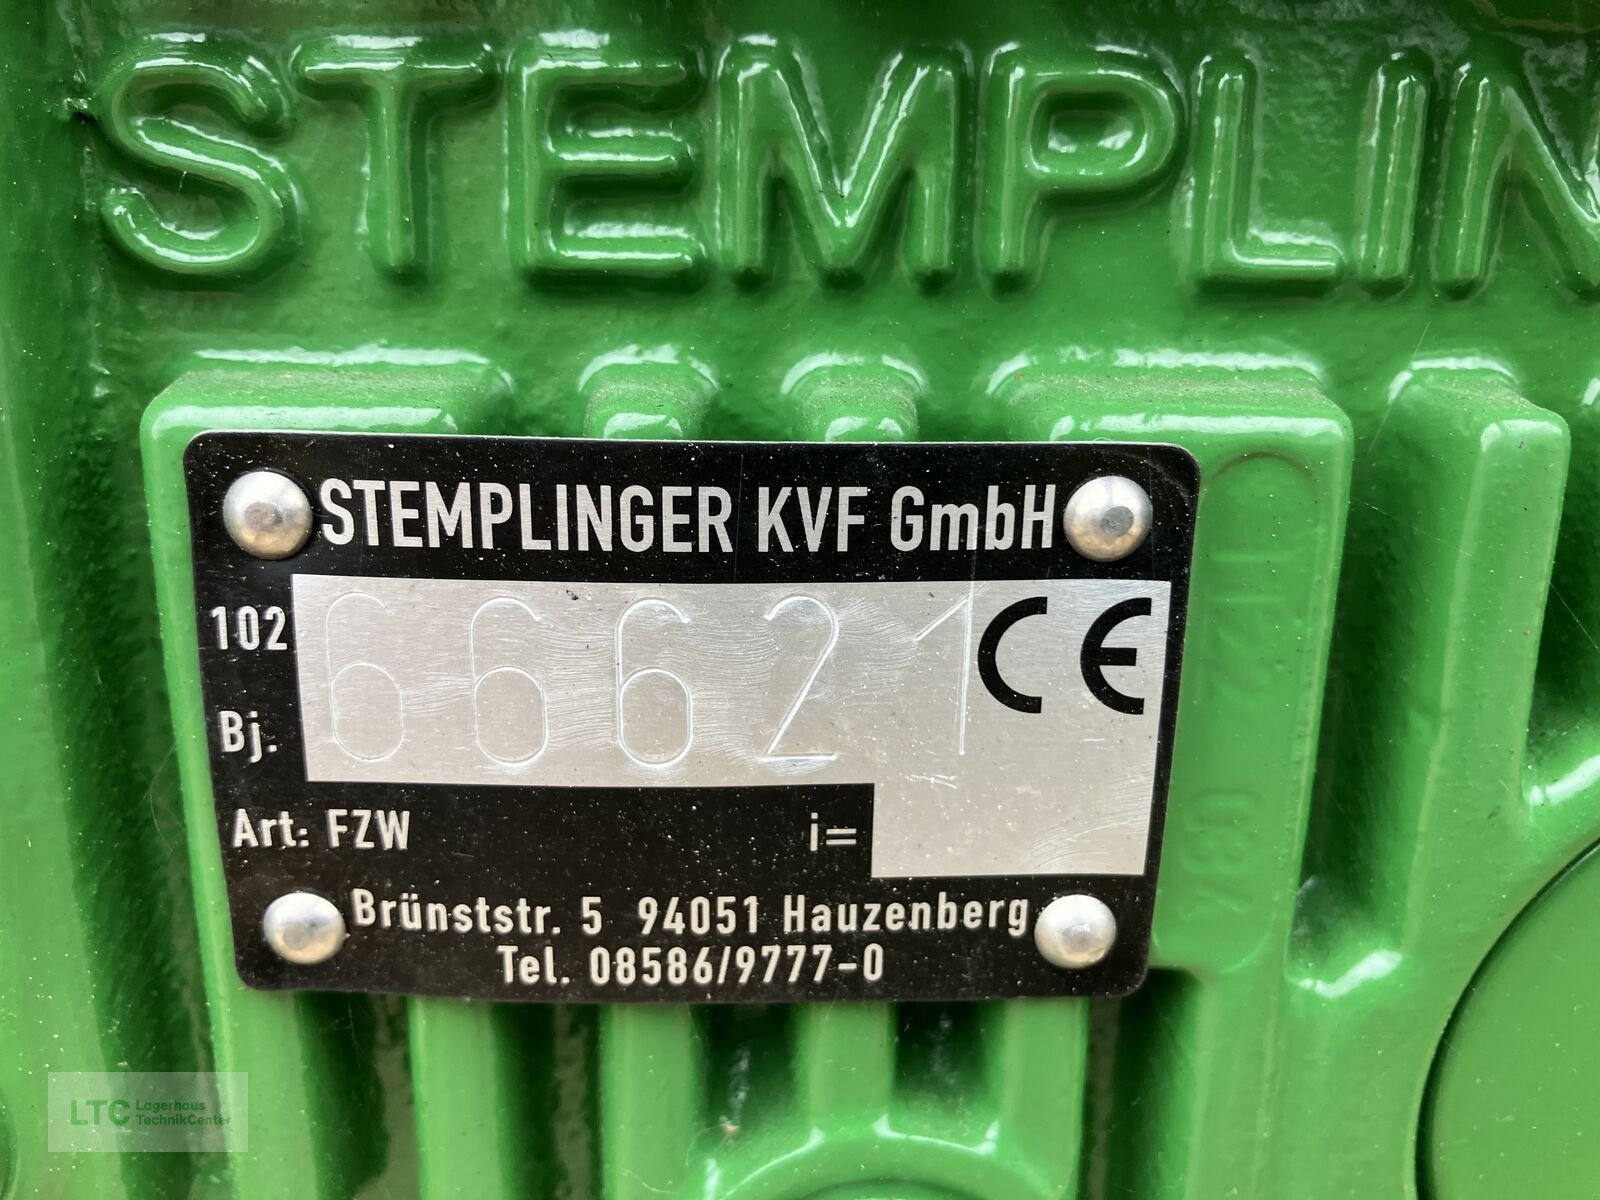 STEMPLIN
STEMPLINGER KVF GmbH
102 66621 CE
Bj.
Art: FZW i=
Brünststr. 5 94051 Hauzenberg
Tel. 08586/9777-0
LTC Lagerhaus
TechnikCenter